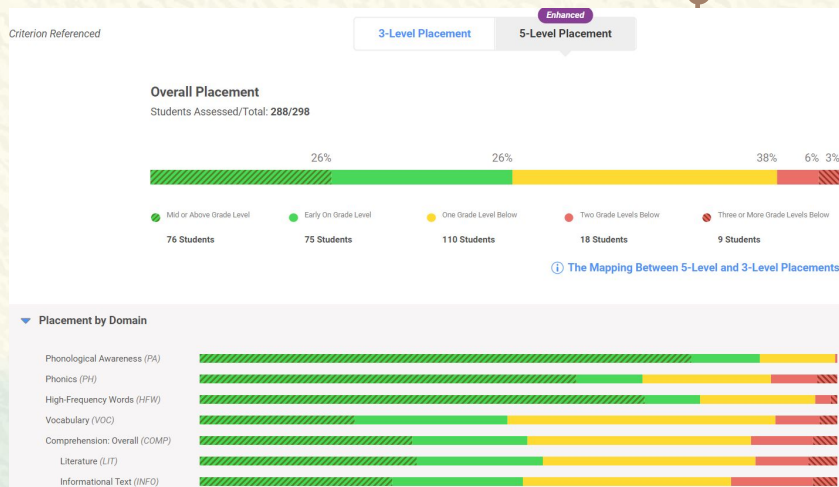 Criterion Referenced
Enhanced
3-Level Placement
5-Level Placement
Overall Placement
Students Assessed/Total: 288/298
26%
26%
38%
6%
3%
Mid or Above Grade Level
Early On Grade Level
One Grade Level Below
Two Grade Levels Below
Three or More Grade Levels Below
76 Students
75 Students
110 Students
18 Students
9 Students
The Mapping Between 5-Level and 3-Level Placements
Placement by Domain
Phonological Awareness (PA)
Phonics (PH)
High-Frequency Words (HFW)
Vocabulary (VOC)
Comprehension: Overall (COMP)
Literature (LIT)
Informational Text (INFO)